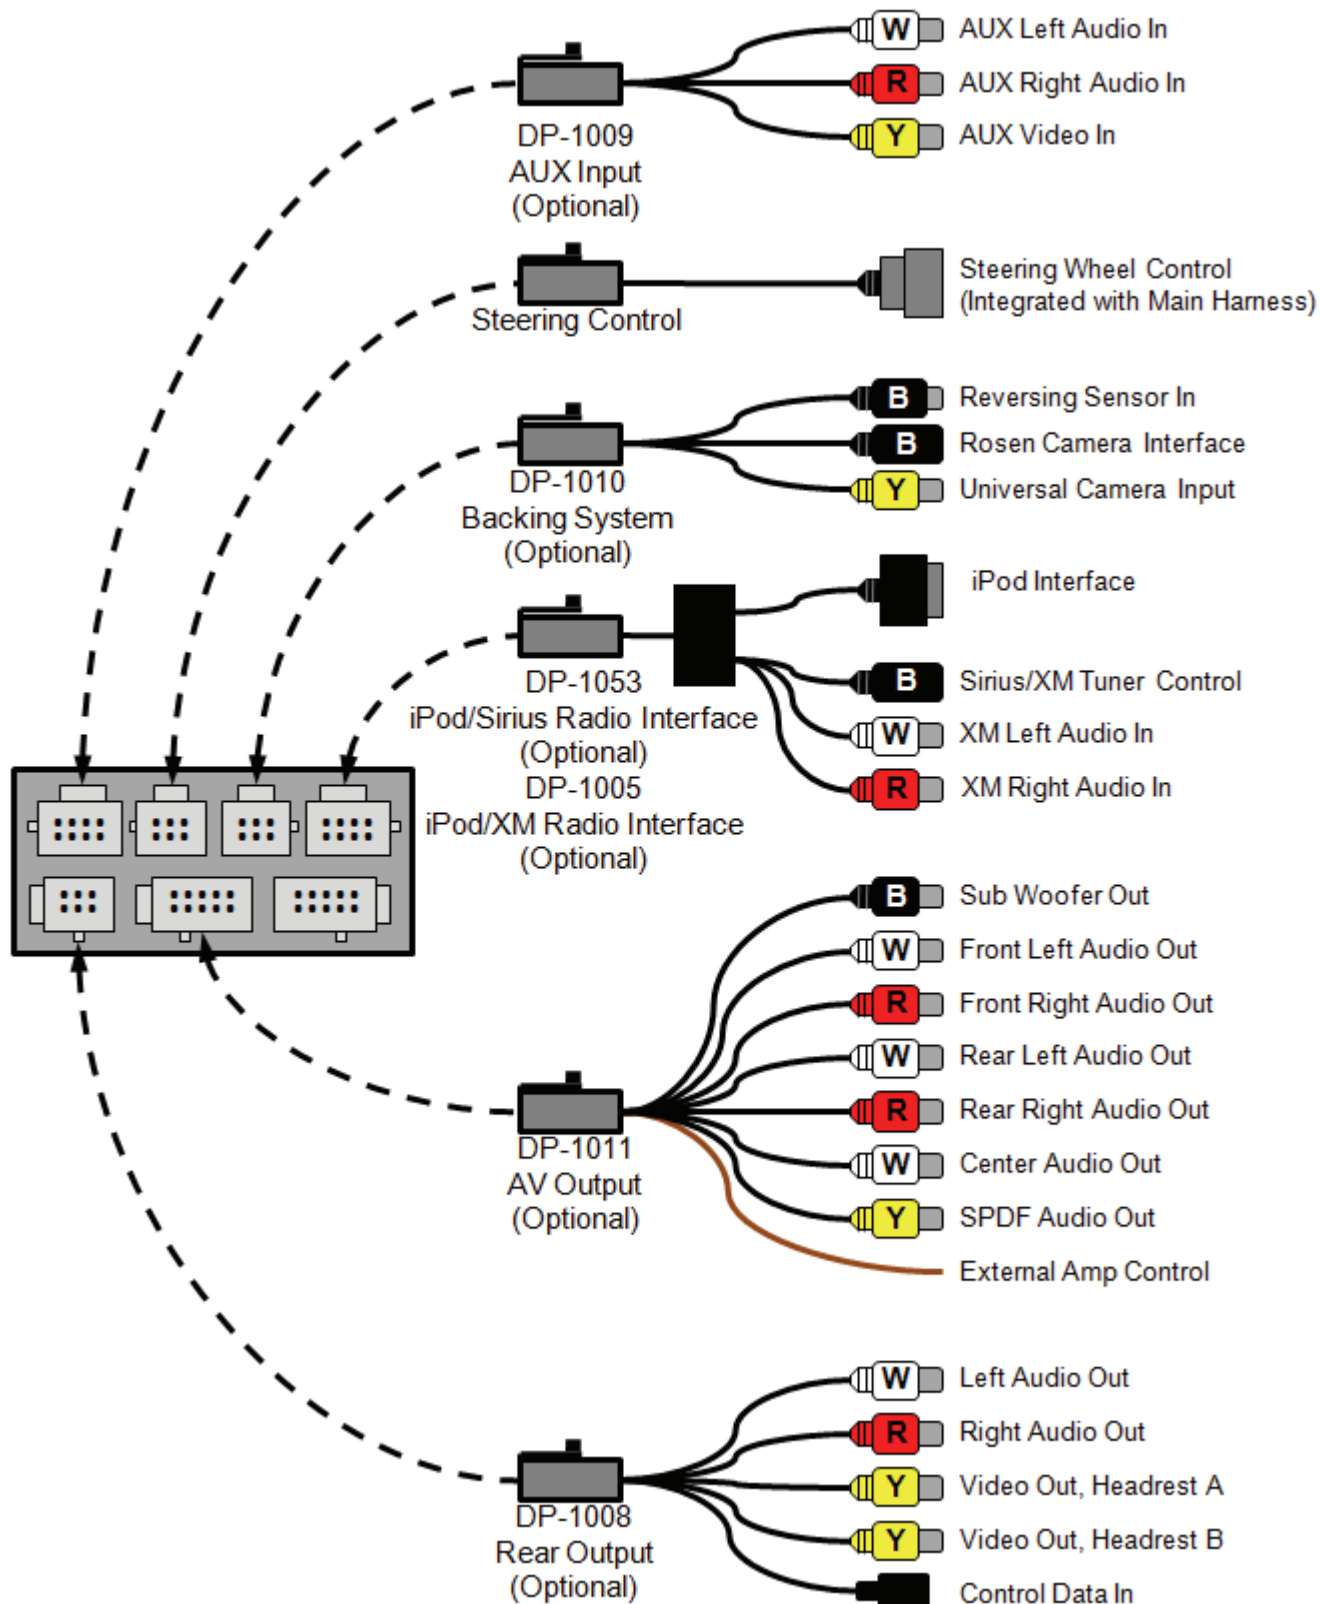 W AUX Left Audio In
R AUX Right Audio In
Y AUX Video In
DP-1009
AUX Input
(Optional)
Steering Wheel Control
(Integrated with Main Harness)
Steering Control
B Reversing Sensor In
B Rosen Camera Interface
Y Universal Camera Input
DP-1010
Backing System
(Optional)
iPod Interface
B Sirius/XM Tuner Control
W XM Left Audio In
R XM Right Audio In
DP-1053
iPod/Sirius Radio Interface
(Optional)
DP-1005
iPod/XM Radio Interface
(Optional)
B Sub Woofer Out
W Front Left Audio Out
R Front Right Audio Out
W Rear Left Audio Out
R Rear Right Audio Out
W Center Audio Out
Y SPDF Audio Out
External Amp Control
DP-1011
AV Output
(Optional)
W Left Audio Out
R Right Audio Out
Y Video Out, Headrest A
Y Video Out, Headrest B
Control Data In
DP-1008
Rear Output
(Optional)